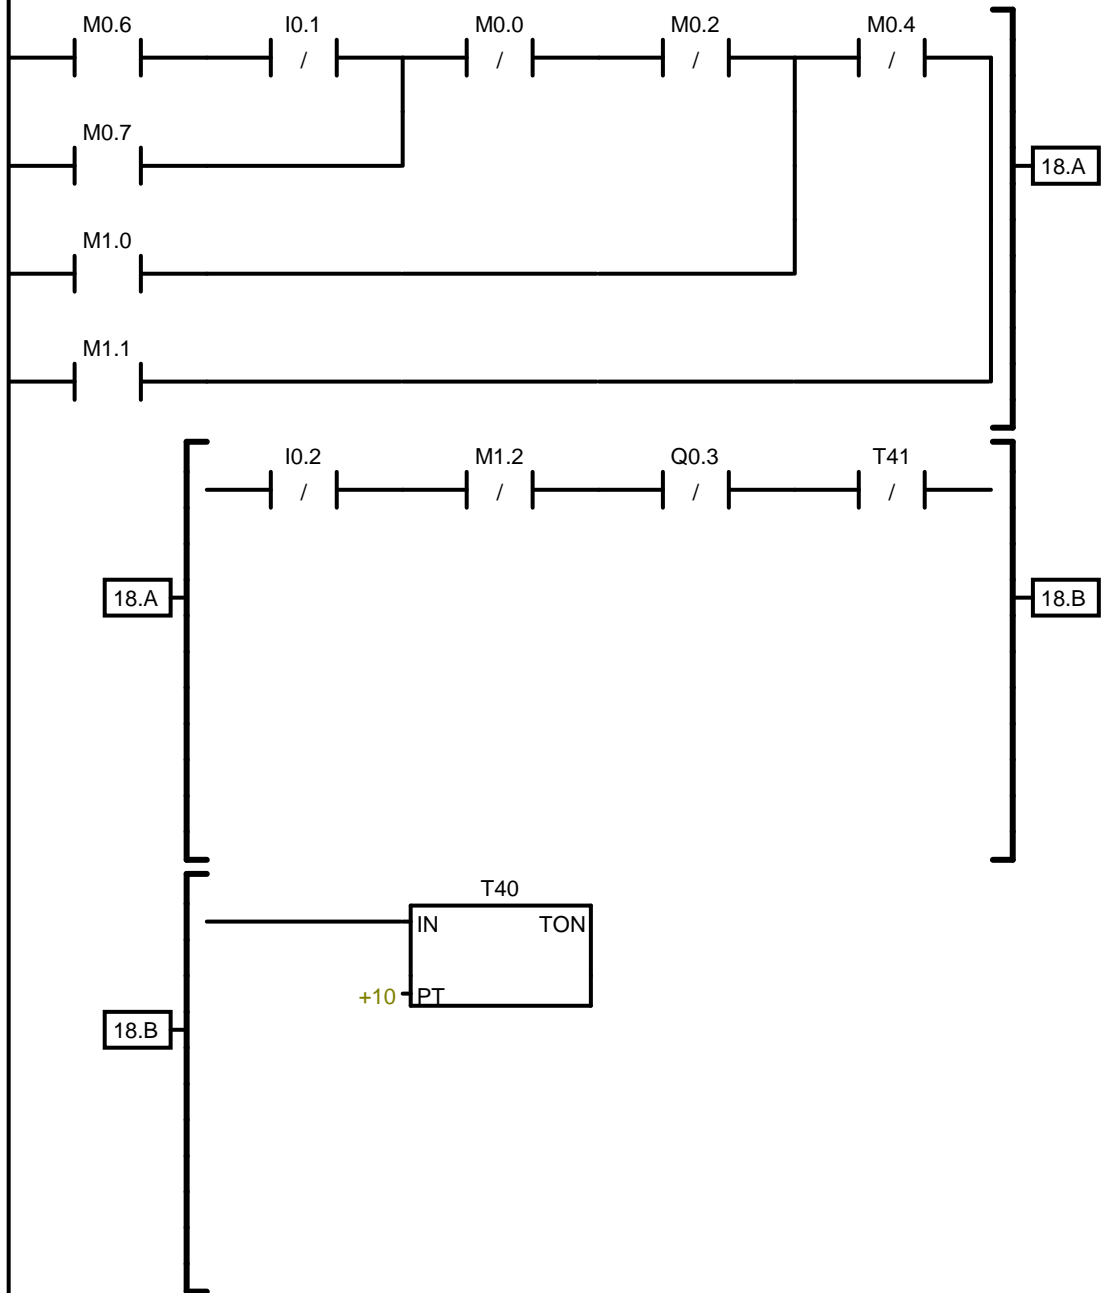 M0.6 I0.1 M0.0 M0.2 M0.4
/ / / /
M0.7
18.A
M1.0
M1.1
I0.2 M1.2 Q0.3 T41
/ / / /
18.A 18.B
T40
IN TON
+10 PT
18.B